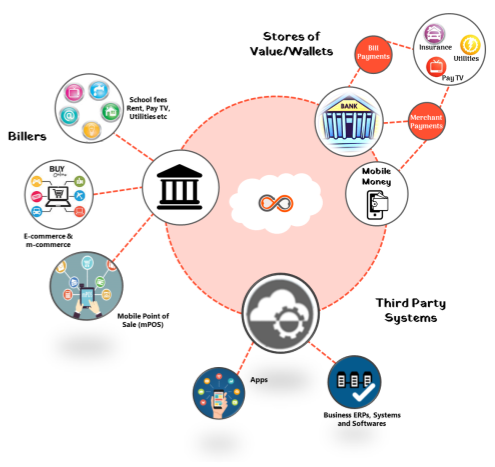 Stores of
Value/Wallets
Bill
Payments
Insurance
Utilities
Pay TV
BANK
Merchant
Payments
School fees
Rent, Pay TV,
Utilities etc
Billers
BUY
Online
Mobile
Money
$
E-commerce &
m-commerce
Third Party
Systems
Mobile Point of
Sale (mPOS)
Apps
Business ERPs, Systems
and Softwares